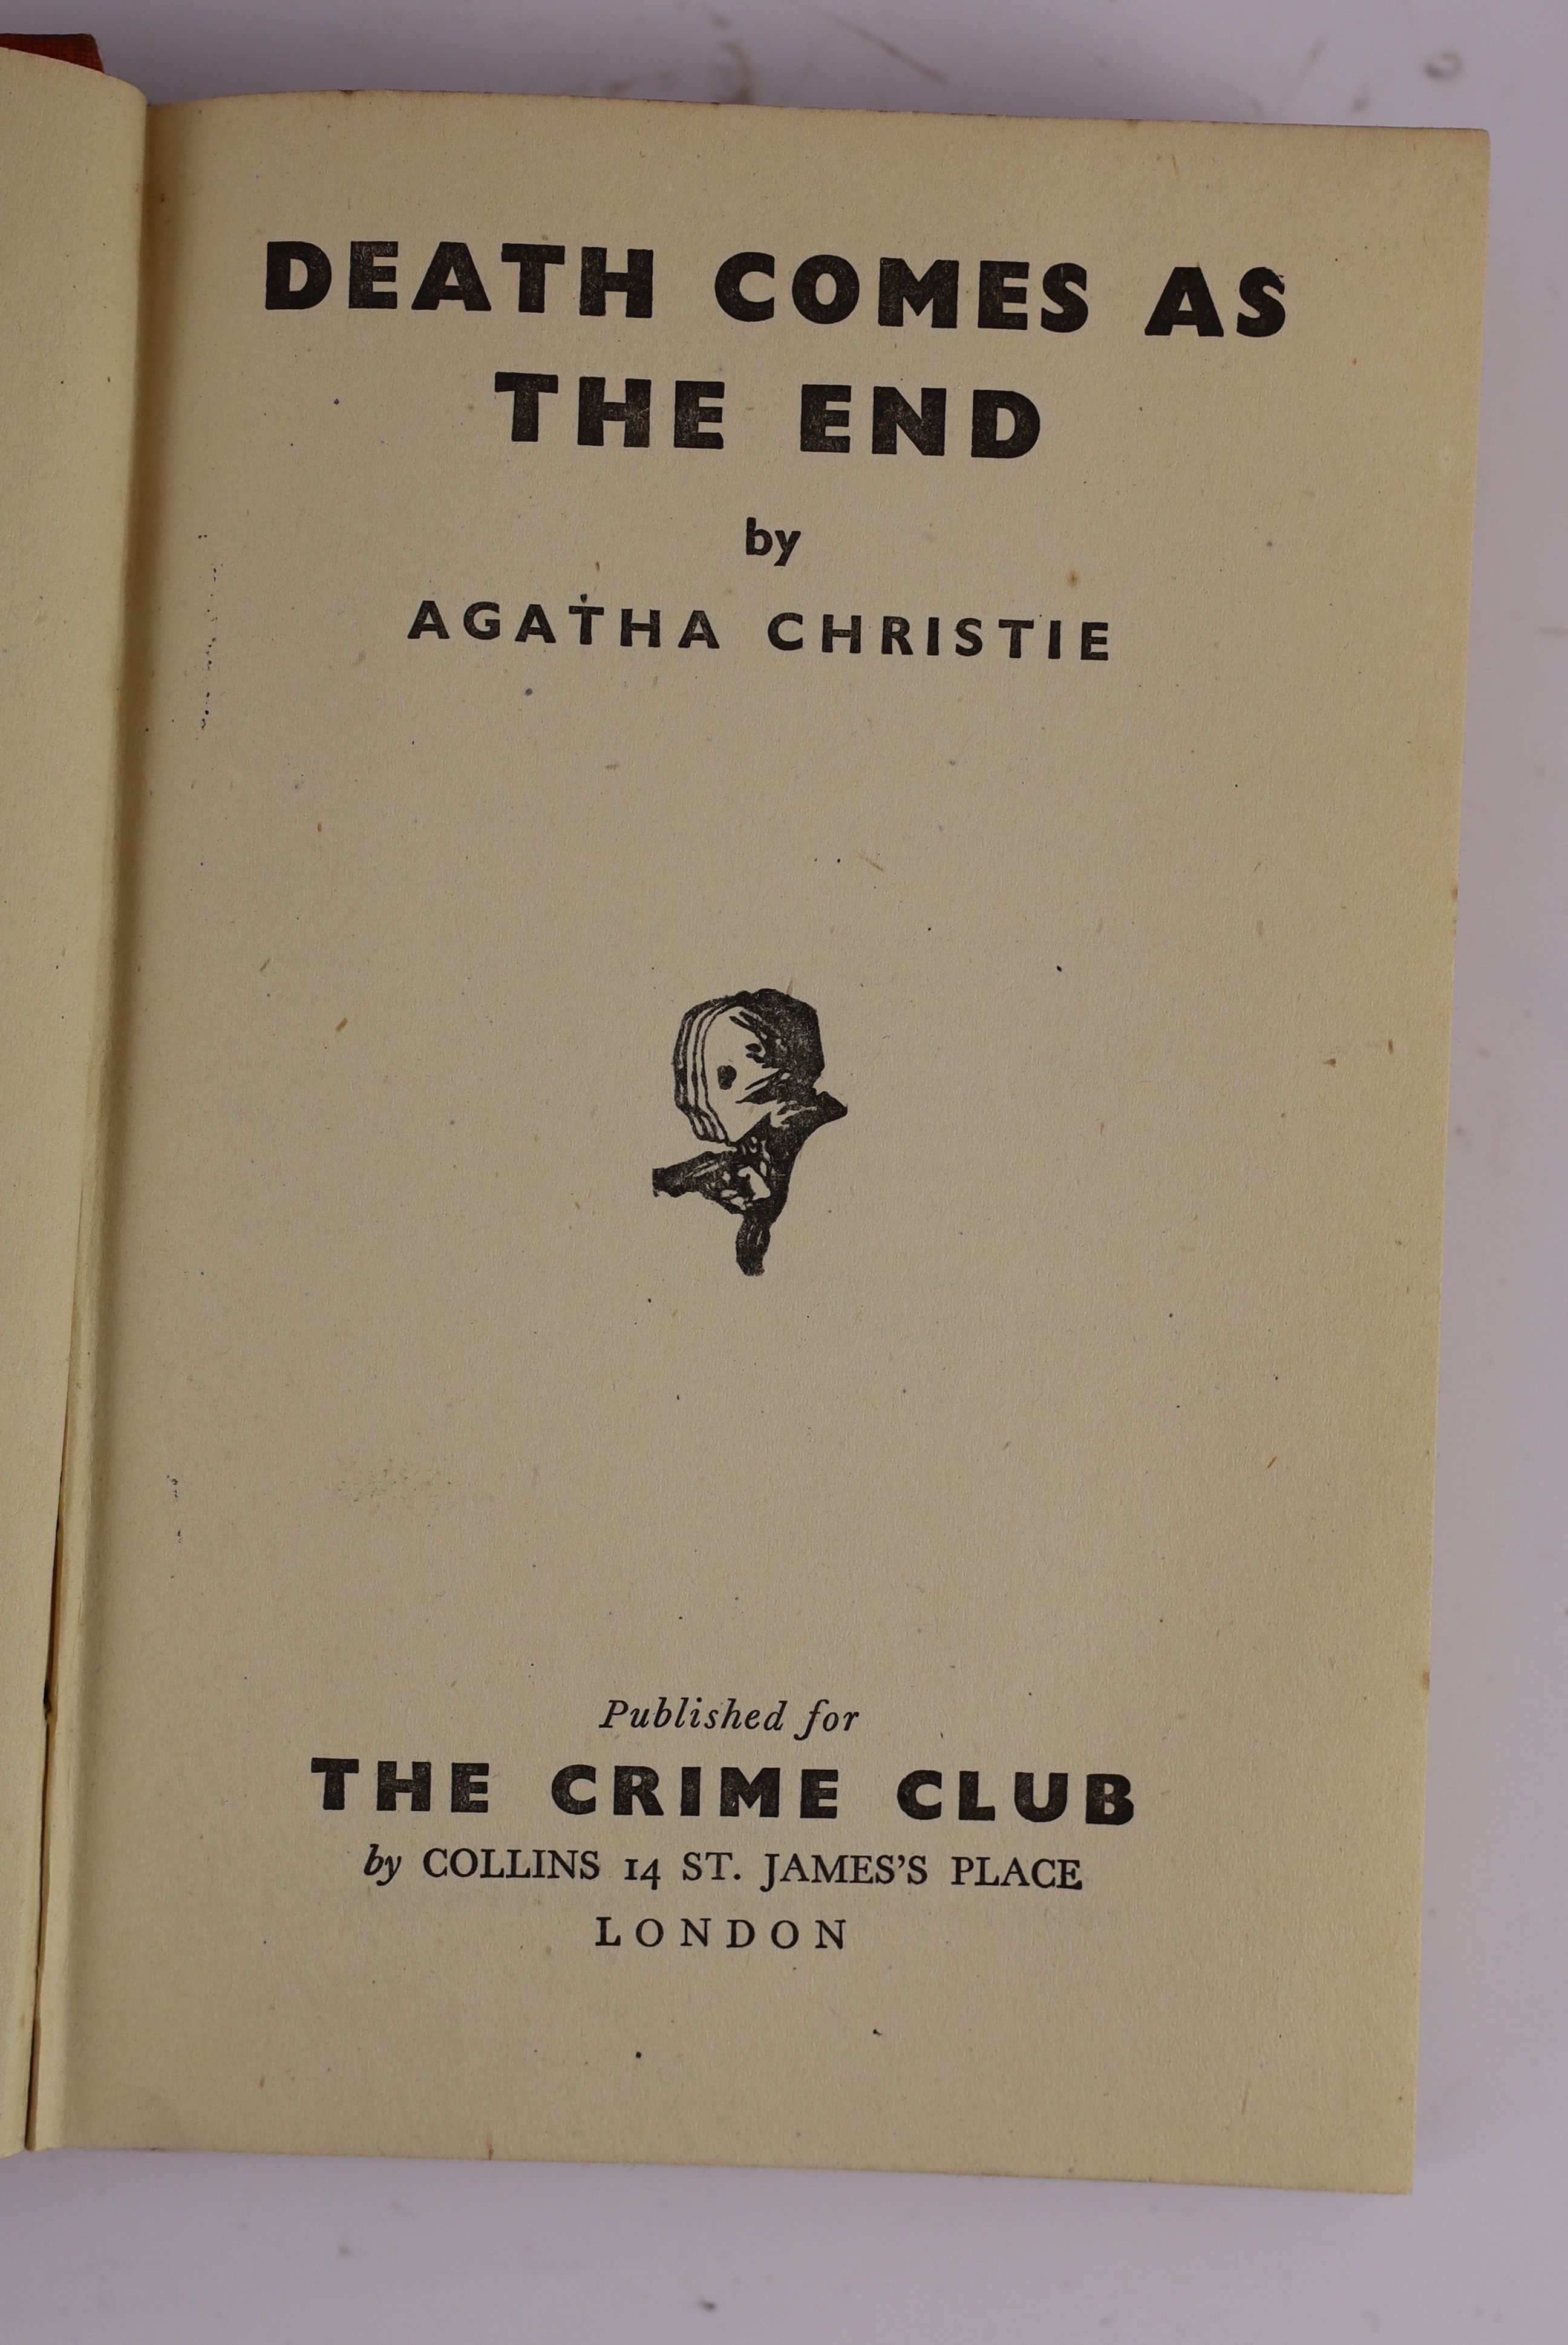 DEATH COMES AS
THE END
by
AGATHA CHRISTIE
Published for
THE CRIME CLUB
by COLLINS 14 ST. JAMES'S PLACE
LONDON